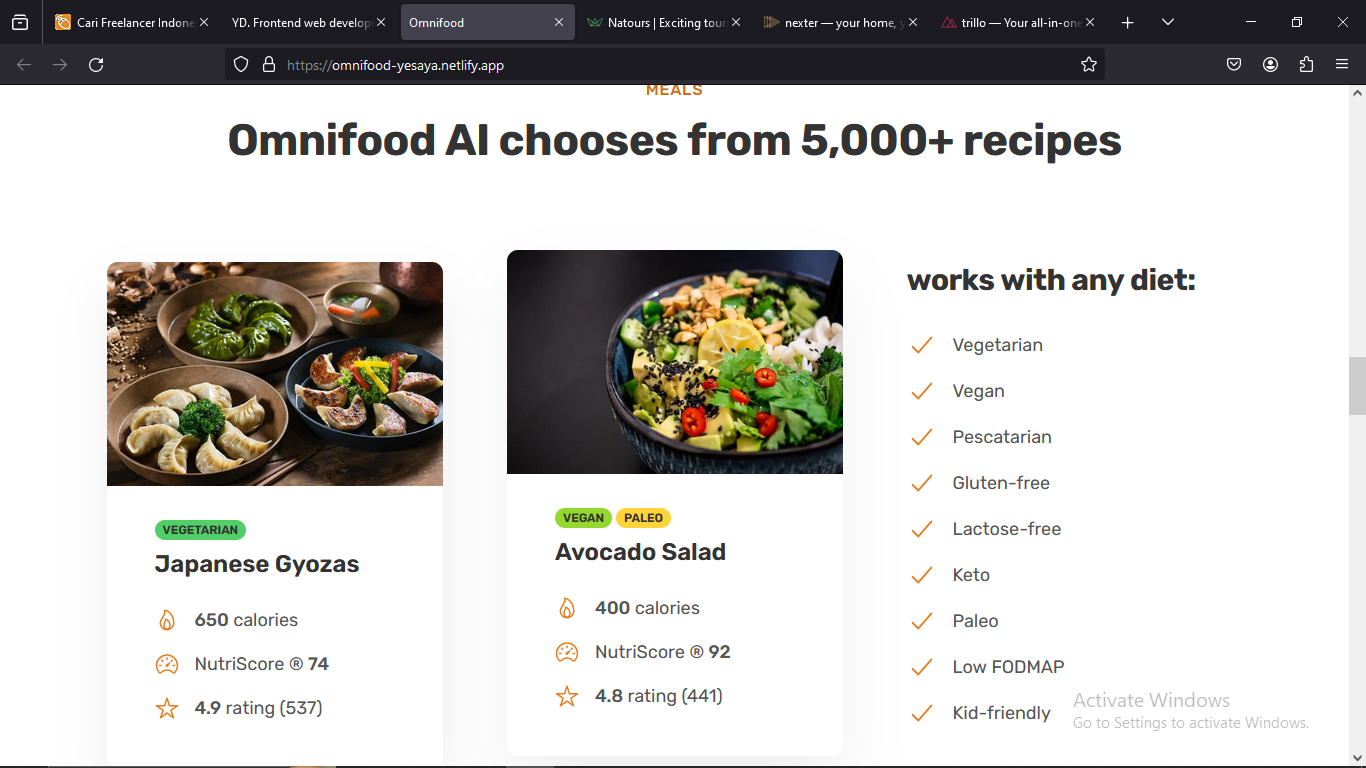 Cari Freelancer Indone
YD. Frontend web develop
Omnifood
Natours | Exciting tour
nexter — your home, y
trillo — Your all-in-one
https://omnifood-yesaya.netlify.app
MEALS
Omnifood AI chooses from 5,000+ recipes
VEGETARIAN
Japanese Gyozas
650 calories
NutriScore ® 74
4.9 rating (537)
VEGAN PALEO
Avocado Salad
400 calories
NutriScore ® 92
4.8 rating (441)
works with any diet:
Vegetarian
Vegan
Pescatarian
Gluten-free
Lactose-free
Keto
Paleo
Low FODMAP
Kid-friendly
Activate Windows
Go to Settings to activate Windows.